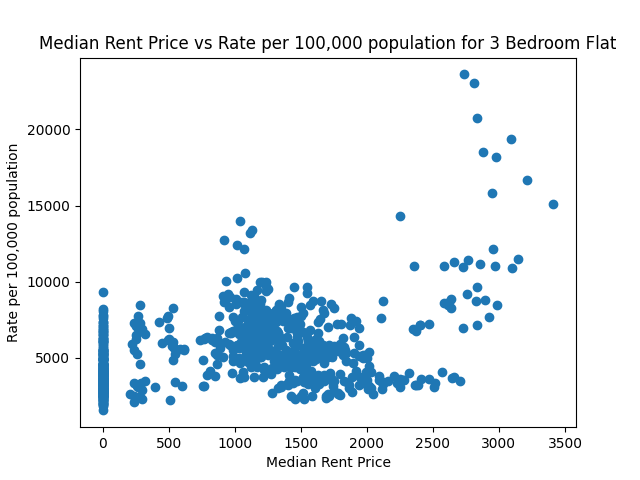 Median Rent Price vs Rate per 100,000 population for 3 Bedroom Flat
Rate per 100,000 population
20000
15000
10000
5000
0 500 1000 1500 2000 2500 3000 3500
Median Rent Price